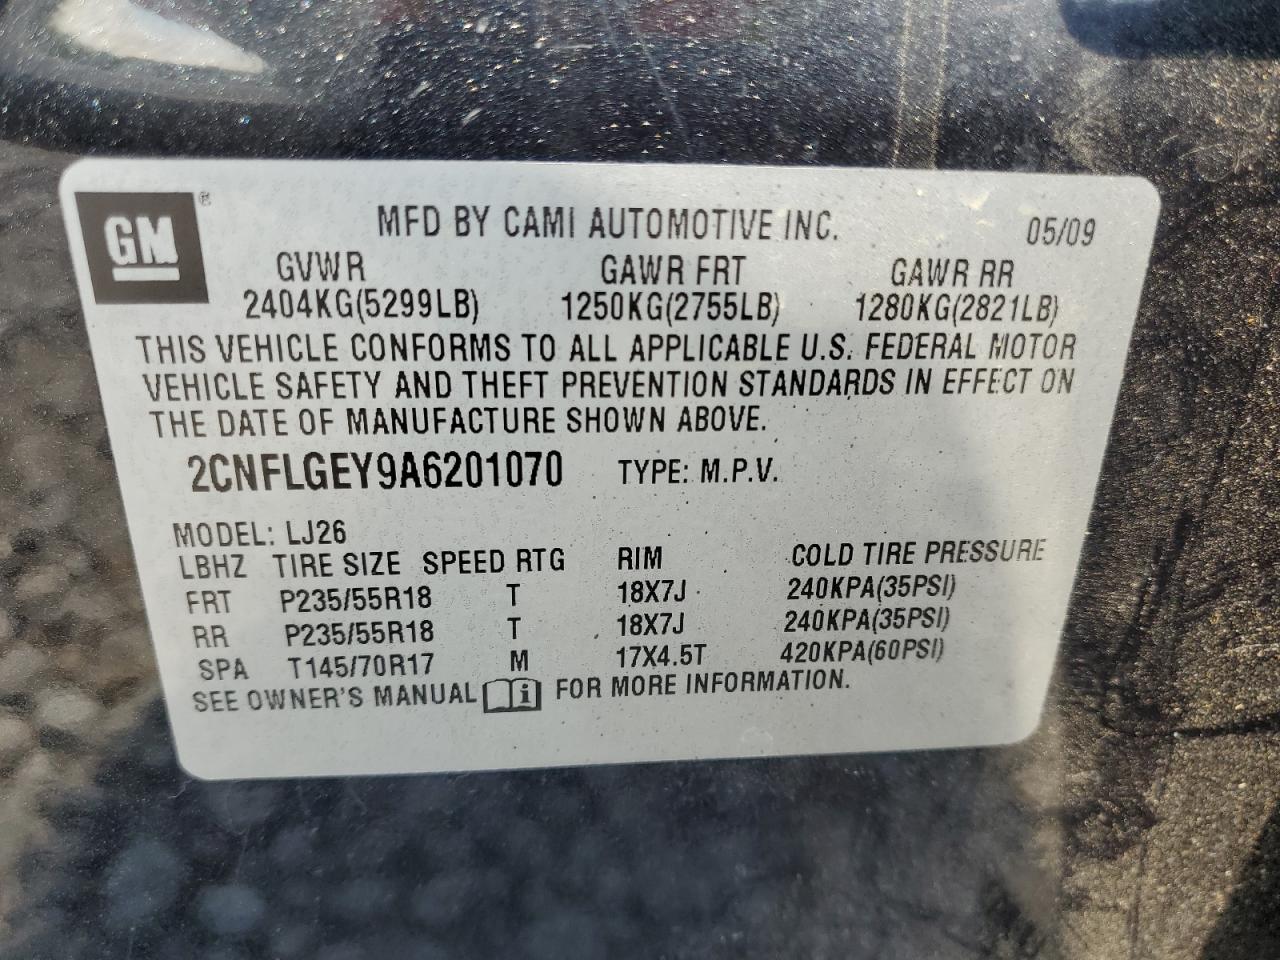 GM ®
MFD BY CAMI AUTOMOTIVE INC. 05/09
GVWR GAWR FRT GAWR RR
2404KG(5299LB) 1250KG(2755LB) 1280KG(2821LB)
THIS VEHICLE CONFORMS TO ALL APPLICABLE U.S. FEDERAL MOTOR
VEHICLE SAFETY AND THEFT PREVENTION STANDARDS IN EFFECT ON
THE DATE OF MANUFACTURE SHOWN ABOVE.
2CNFLGEY9A6201070 TYPE: M.P.V.
MODEL: LJ26
LBHZ TIRE SIZE SPEED RTG RIM COLD TIRE PRESSURE
FRT P235/55R18 T 18X7J 240KPA(35PSI)
RR P235/55R18 T 18X7J 240KPA(35PSI)
SPA T145/70R17 M 17X4.5T 420KPA(60PSI)
SEE OWNER'S MANUAL i FOR MORE INFORMATION.